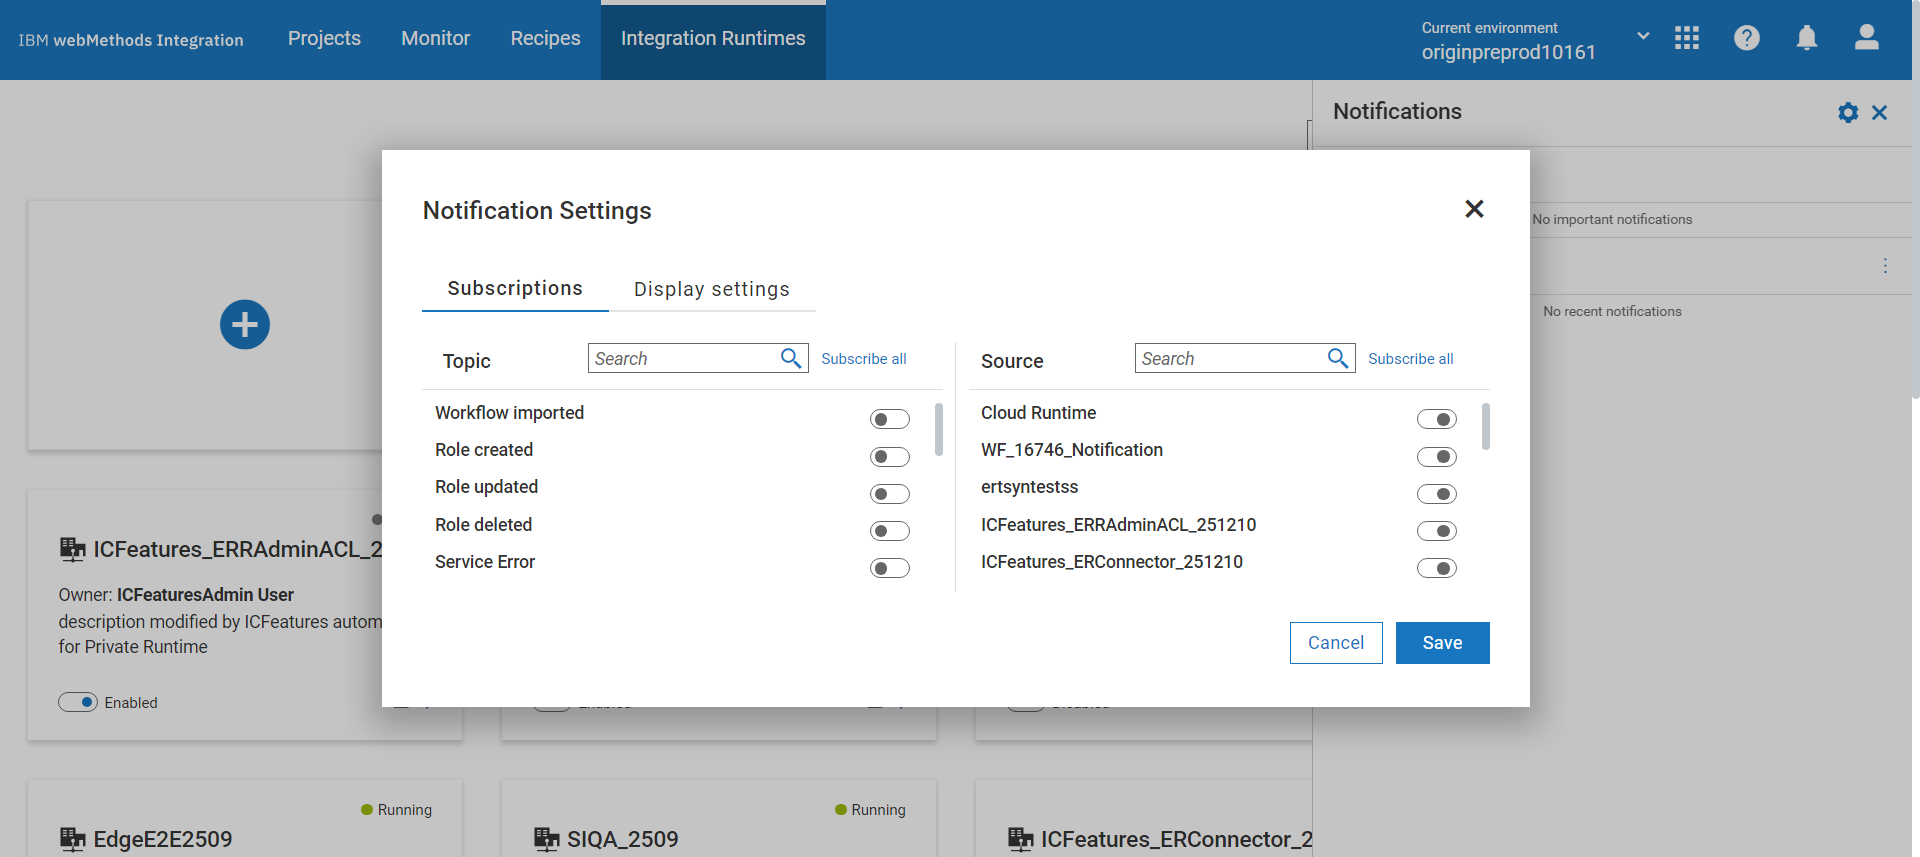 IBM webMethods Integration
Projects
Monitor
Recipes
Integration Runtimes
Current environment
originpreprod10161
Notifications
No important notifications
No recent notifications
Notification Settings
Subscriptions
Display settings
Topic
Search
Subscribe all
Workflow imported
Role created
Role updated
Role deleted
Service Error
Source
Search
Subscribe all
Cloud Runtime
WF_16746_Notification
ertsyntestss
ICFeatures_ERRAdminACL_251210
ICFeatures_ERConnector_251210
Cancel
Save
ICFeatures_ERRAdminACL_2
Owner: ICFeaturesAdmin User
description modified by ICFeatures autom
for Private Runtime
Enabled
Running
EdgeE2E2509
Running
SIQA_2509
ICFeatures_ERConnector_2